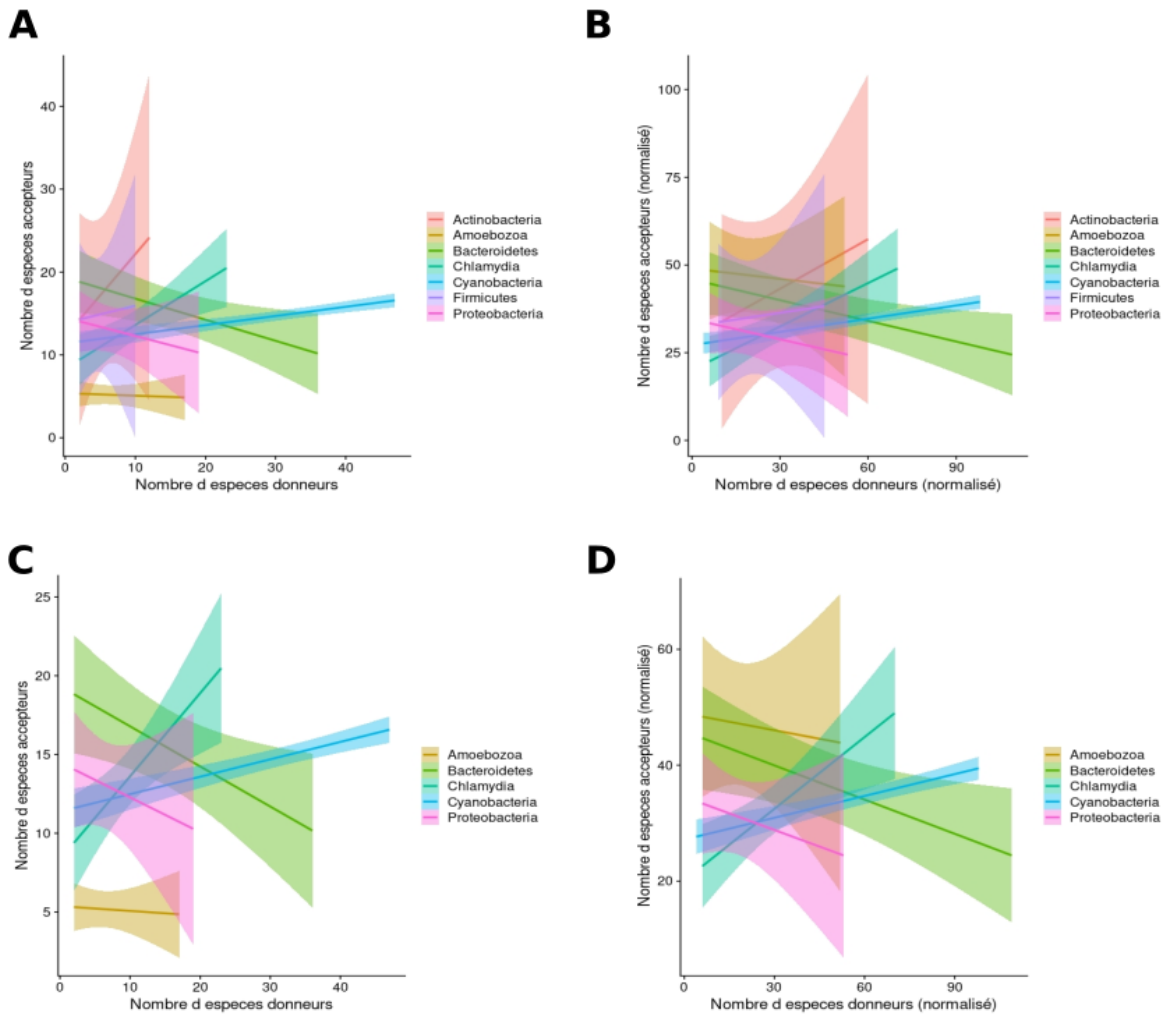 A
40
30
20
10
0
0
10
20
30
40
Nombre d especes accepteurs
Nombre d especes donneurs
Actinobacteria
Amoebozoa
Bacteroidetes
Chlamydia
Cyanobacteria
Firmicutes
Proteobacteria
B
100
75
50
25
0
0
30
60
90
Nombre d especes accepteurs (normalisé)
Nombre d especes donneurs (normalisé)
Actinobacteria
Amoebozoa
Bacteroidetes
Chlamydia
Cyanobacteria
Firmicutes
Proteobacteria
C
25
20
15
10
5
0
10
20
30
40
Nombre d especes accepteurs
Nombre d especes donneurs
Amoebozoa
Bacteroidetes
Chlamydia
Cyanobacteria
Proteobacteria
D
60
40
20
0
30
60
90
Nombre d especes accepteurs (normalisé)
Nombre d especes donneurs (normalisé)
Amoebozoa
Bacteroidetes
Chlamydia
Cyanobacteria
Proteobacteria